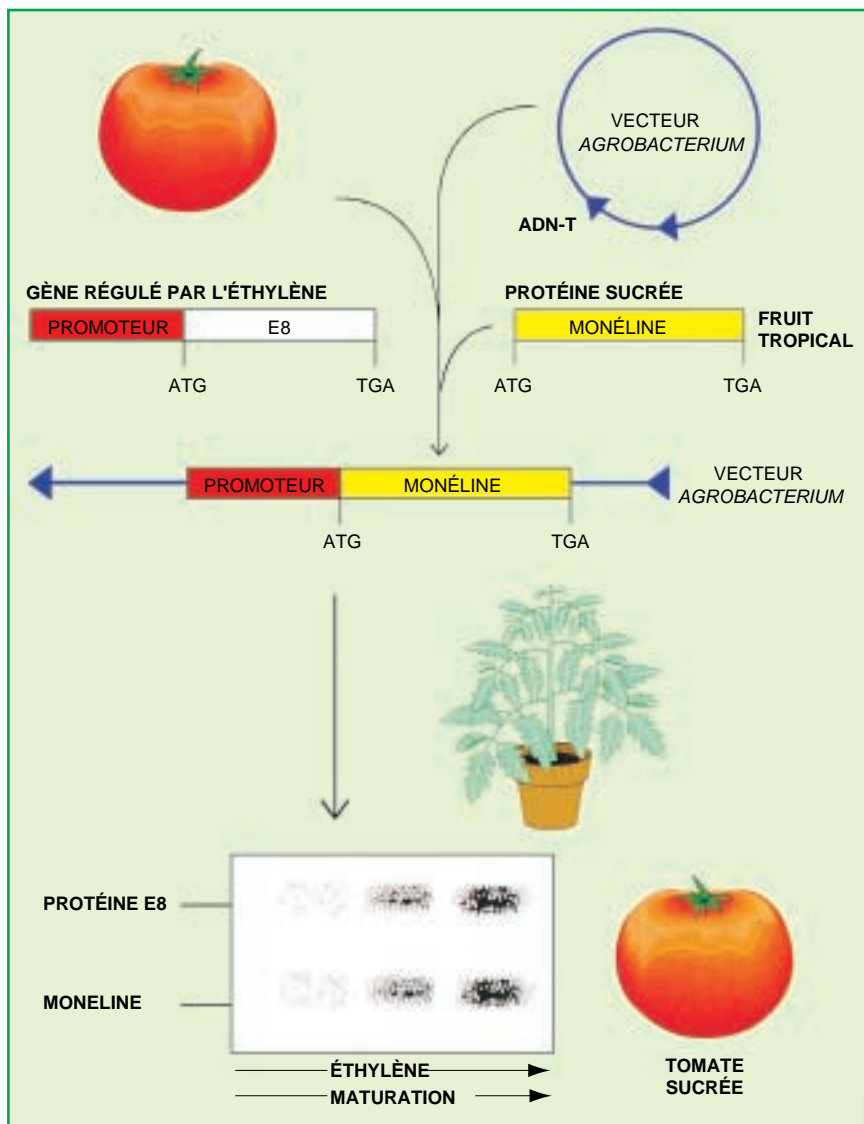 VECTEUR
AGROBACTERIUM
ADN-T
GÈNE RÉGULÉ PAR L'ÉTHYLÈNE
PROMOTEUR E8
ATG TGA
PROTÉINE SUCRÉE
MONÉLINE
FRUIT
TROPICAL
ATG TGA
PROMOTEUR MONÉLINE
VECTEUR
AGROBACTERIUM
ATG TGA
PROTÉINE E8
MONELINE
ÉTHYLÈNE
MATURATION
TOMATE
SUCRÉE